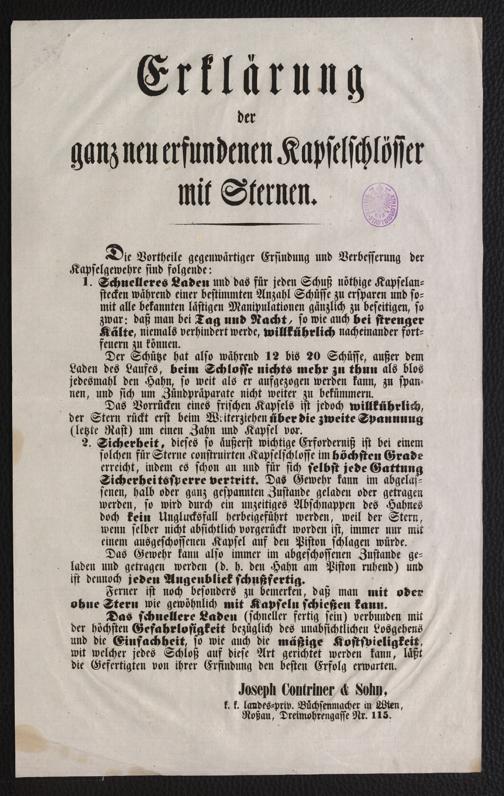 Erklärung
der
ganz neu erfundenen Kapselschlösser
mit Sternen.
Die Vortheile gegenwärtiger Erfindung und Verbesserung der
Kapselgewehre sind folgende:
1. Schnelleres Laden und das für jeden Schuß nöthige Kapselan-
stecken während einer bestimmten Anzahl Schüsse zu ersparen und so-
mit alle bekannten lästigen Manipulationen gänzlich zu beseitigen, so
zwar: daß man bei Tag und Nacht, so wie auch bei strenger
Kälte, niemals verhindert werde, willkührlich nacheinander fort-
feuern zu können.
Der Schütze hat also während 12 bis 20 Schüsse, außer dem
Laden des Laufes, beim Schlosse nichts mehr zu thun als blos
jedesmahl den Hahn, so weit als er aufgezogen werden kann, zu span-
nen, und sich um Zündpräparate nicht weiter zu bekümmern.
Das Vorrücken eines frischen Kapsels ist jedoch willkührlich,
der Stern rückt erst beim Weiterziehen über die zweite Spannung
(letzte Rast) um einen Zahn und Kapsel vor.
2. Sicherheit, dieses so äußerst wichtige Erforderniß ist bei einem
solchen für Sterne construirten Kapselschlosse im höchsten Grade
erreicht, indem es schon an und für sich selbst jede Gattung
Sicherheitssperre vertritt. Das Gewehr kann im abgelas-
senen, halb oder ganz gespannten Zustande geladen oder getragen
werden, so wird durch ein unzeitiges Abschnappen des Hahnes
doch kein Unglücksfall herbeigeführt werden, weil der Stern,
wenn selber nicht absichtlich vorgerückt worden ist, immer nur mit
einem ausgeschossenen Kapsel auf den Piston schlagen würde.
Das Gewehr kann also immer im abgeschossenen Zustande ge-
laden und getragen werden (d. h. den Hahn am Piston ruhend) und
ist dennoch jeden Augenblick schußfertig.
Ferner ist noch besonders zu bemerken, daß man mit oder
ohne Stern wie gewöhnlich mit Kapseln schießen kann.
Das schnellere Laden (schneller fertig sein) verbunden mit
der höchsten Gefahrlosigkeit bezüglich des unabsichtlichen Losgehens
und die Einfachheit, so wie auch die mäßige Kostspieligkeit,
wit welcher jedes Schloß auf diese Art gerichtet werden kann, läßt
die Gefertigten von ihrer Erfindung den besten Erfolg erwarten.
Joseph Contriner & Sohn,
k. k. landes-priv. Büchsenmacher in Wien,
Roßau, Dreimohrengasse Nr. 115.